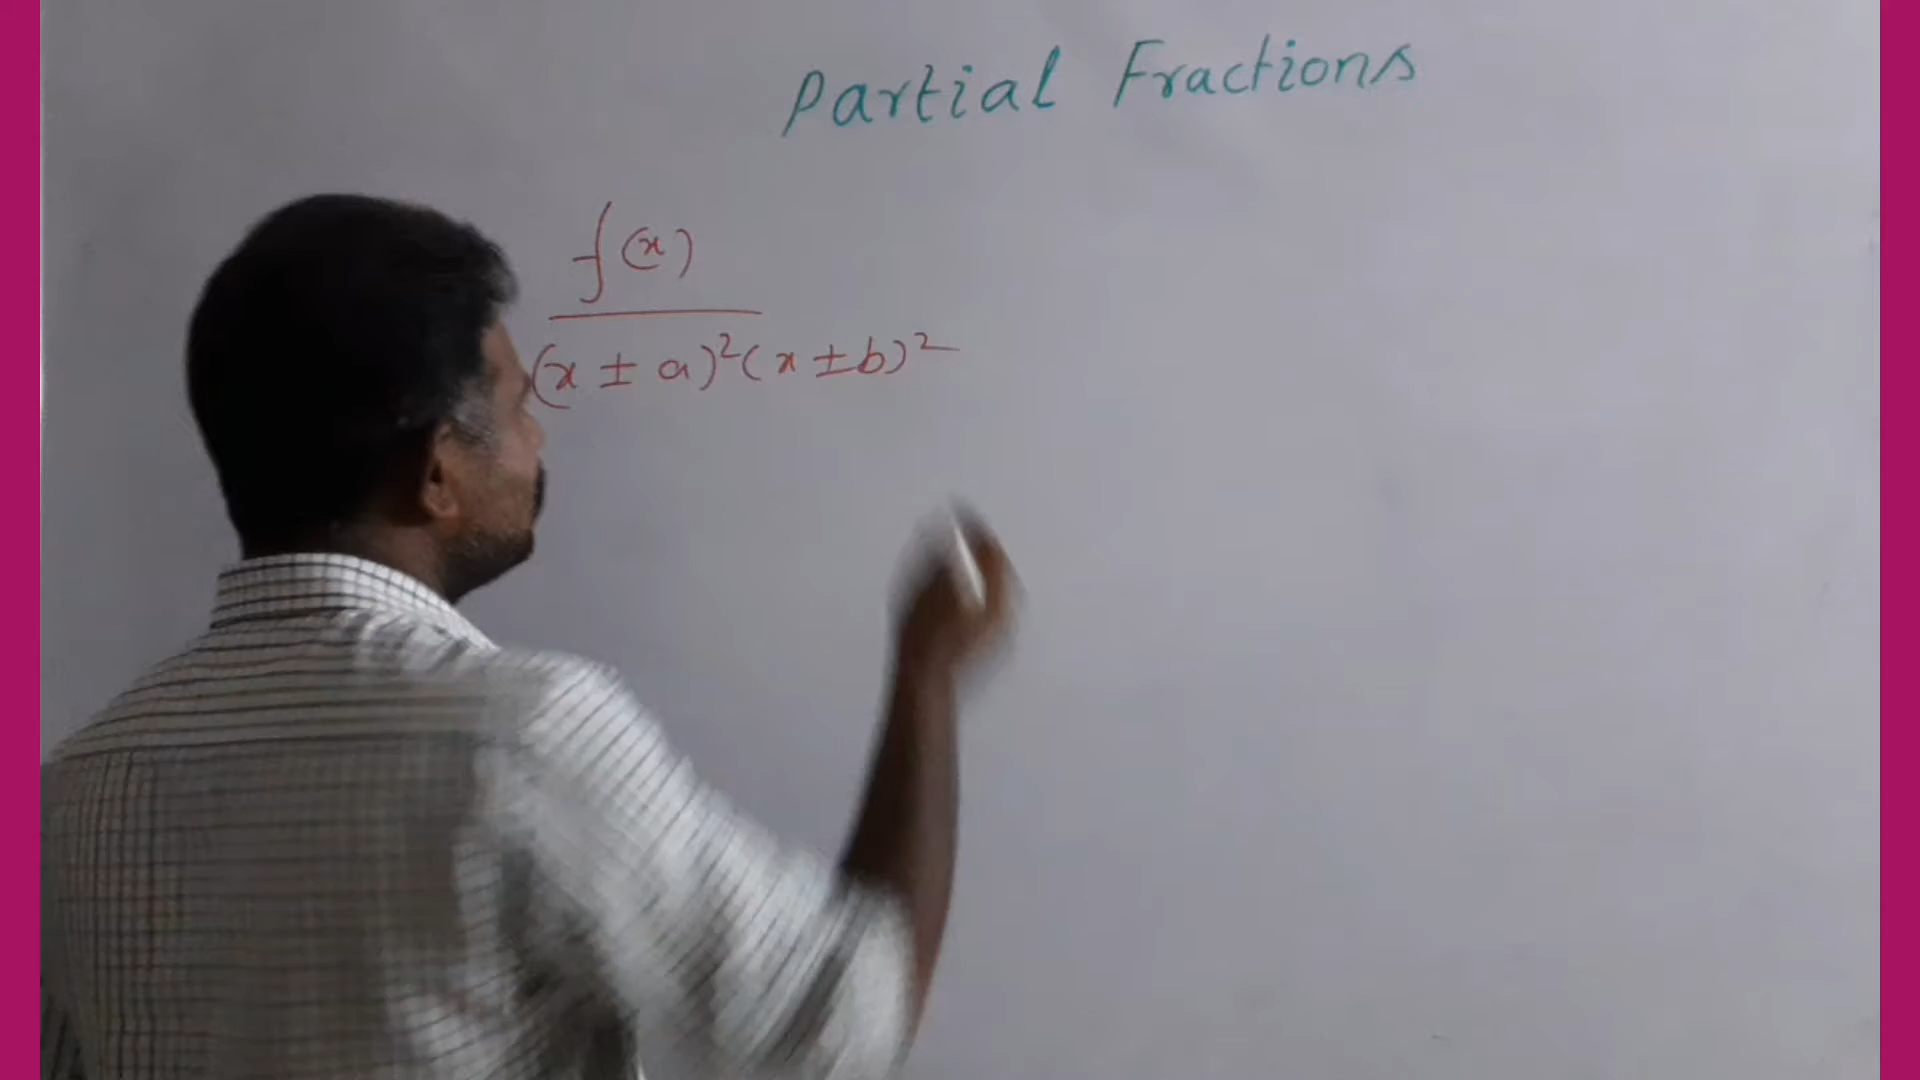 Partial Fractions
f(x)
(x ± a)²(x ± b)²